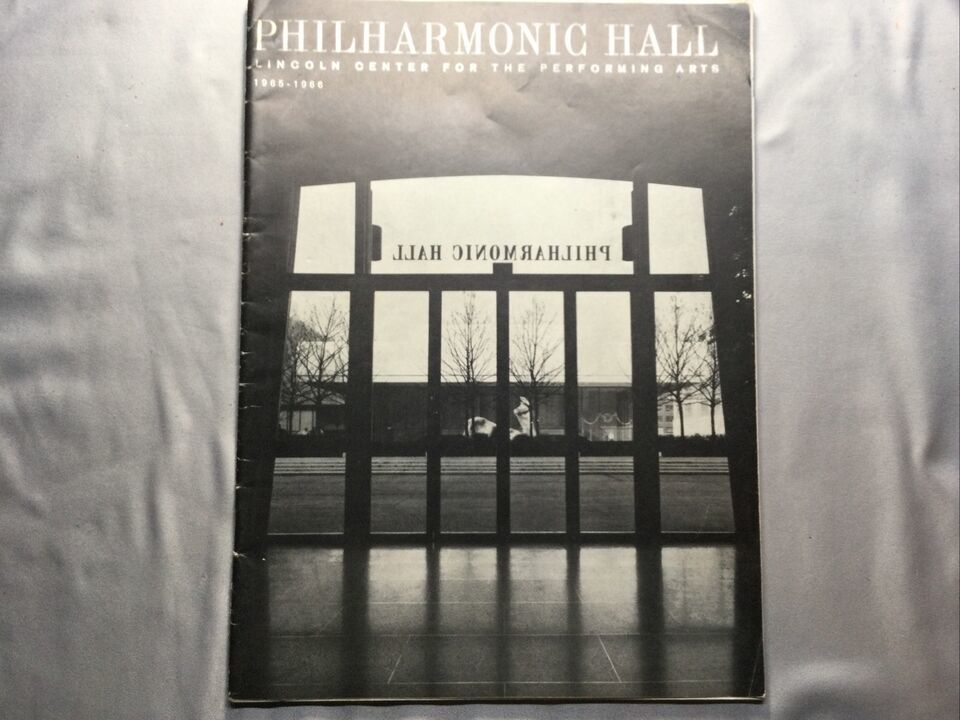 PHILHARMONIC HALL
LINCOLN CENTER FOR THE PERFORMING ARTS
1965-1966
PHILHARMONIC HALL